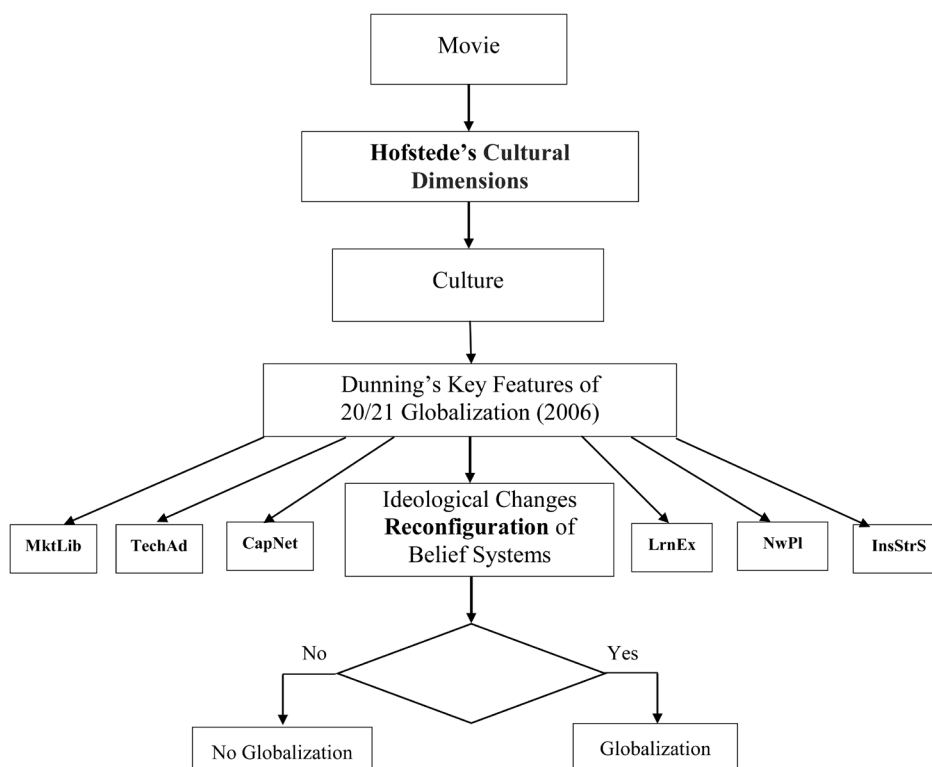 Movie
Hofstede's Cultural
Dimensions
Culture
Dunning's Key Features of
20/21 Globalization (2006)
MktLib
TechAd
CapNet
Ideological Changes
Reconfiguration of
Belief Systems
LrnEx
NwPl
InsStrS
No
Yes
No Globalization
Globalization